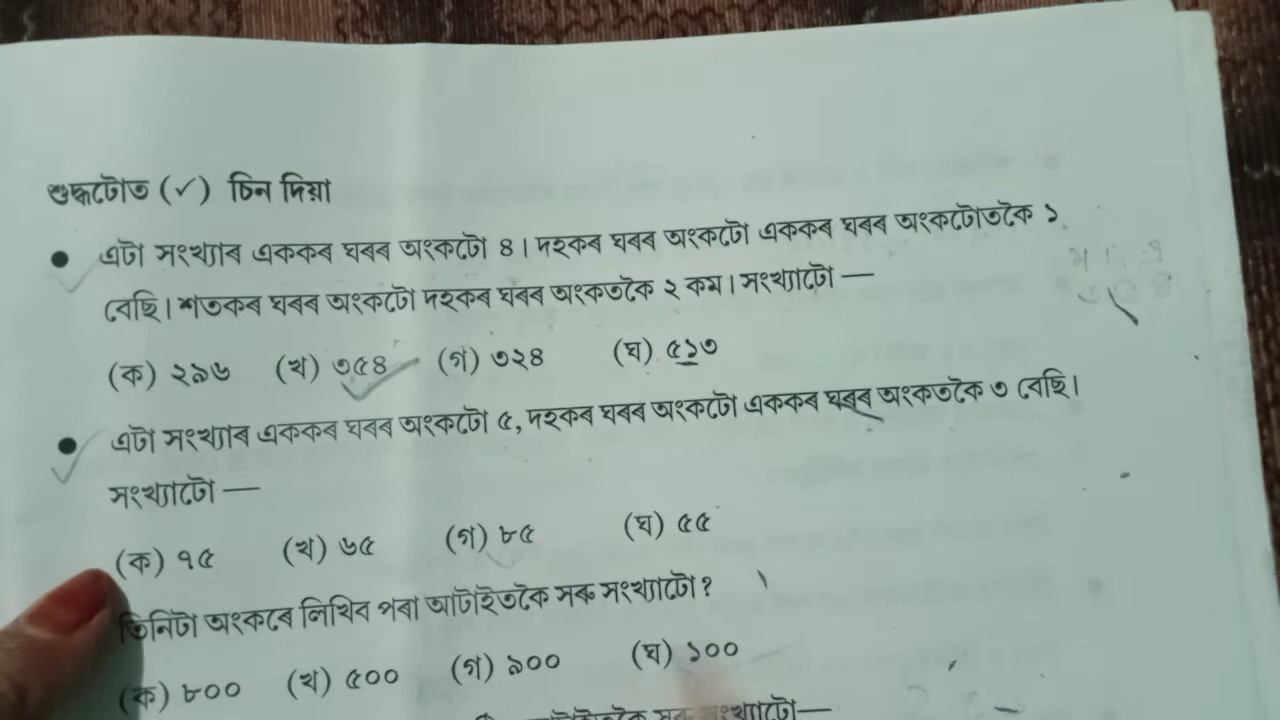 শুদ্ধটোত (✓) চিন দিয়া
● এটা সংখ্যাৰ এককৰ ঘৰৰ অংকটো ৪। দহকৰ ঘৰৰ অংকটো এককৰ ঘৰৰ অংকটোতকৈ ১
বেছি। শতকৰ ঘৰৰ অংকটো দহকৰ ঘৰৰ অংকতকৈ ২ কম। সংখ্যাটো —
(ক) ২৯৬ (খ) ৩৫৪ (গ) ৩২৪ (ঘ) ৫১৩
● এটা সংখ্যাৰ এককৰ ঘৰৰ অংকটো ৫, দহকৰ ঘৰৰ অংকটো এককৰ ঘৰৰ অংকতকৈ ৩ বেছি।
সংখ্যাটো —
(ক) ৭৫ (খ) ৬৫ (গ) ৮৫ (ঘ) ৫৫
তিনিটা অংকৰে লিখিব পৰা আটাইতকৈ সৰু সংখ্যাটো?
(ক) ৮০০ (খ) ৫০০ (গ) ৯০০ (ঘ) ১০০
সৰু সংখ্যাটো—